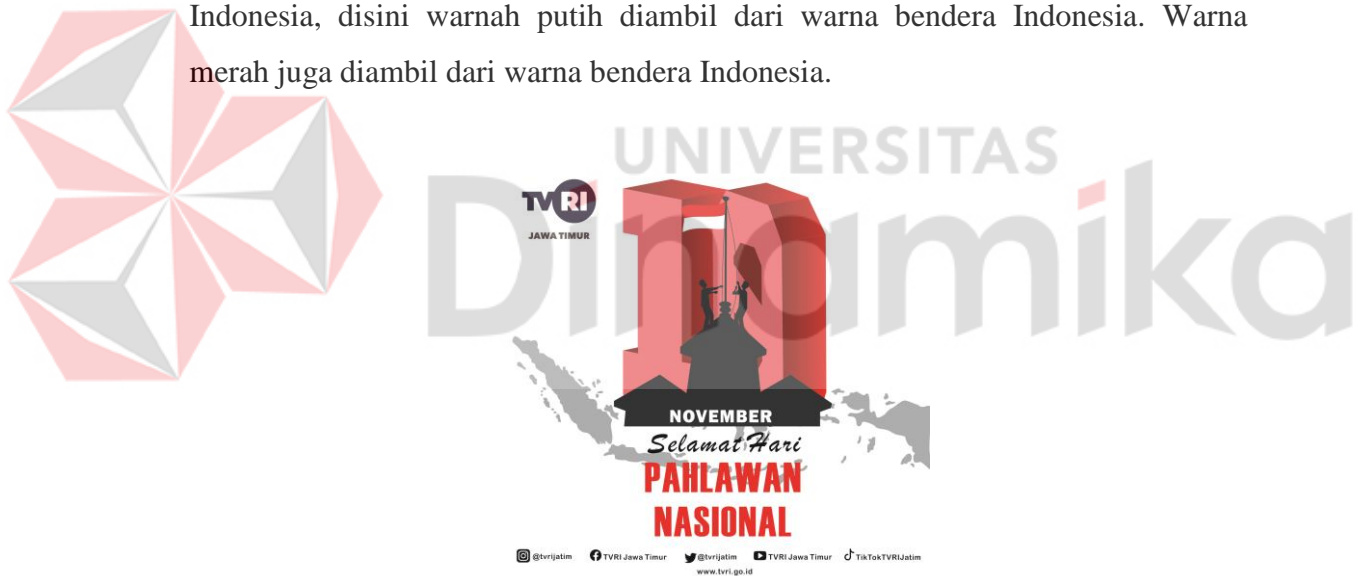 Indonesia, disini warnah putih diambil dari warna bendera Indonesia. Warna
merah juga diambil dari warna bendera Indonesia.
UNIVERSITAS
Dinamika
TVRI
JAWA TIMUR
10
NOVEMBER
Selamat Hari
PAHLAWAN
NASIONAL
@tvrijatim TVRI Jawa Timur @tvrijatim TVRI Jawa Timur TikTokTVRIJatim
www.tvri.go.id